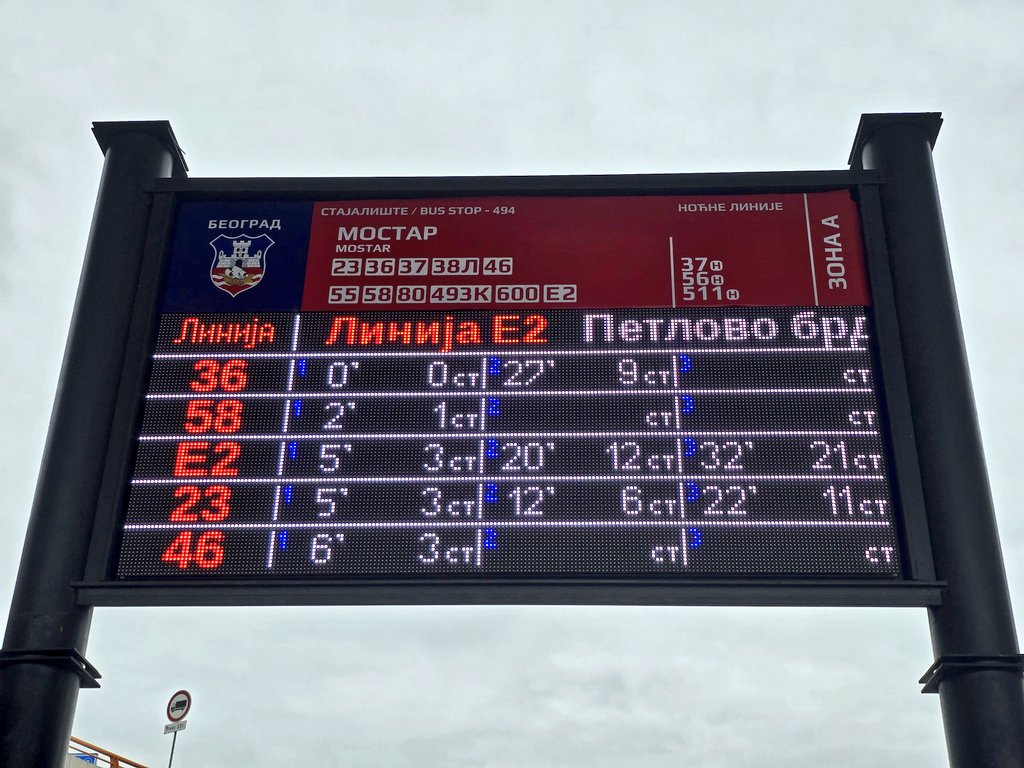 БЕОГРАД
СТАЈАЛИШТЕ / BUS STOP - 494
МОСТАР
MOSTAR
23 36 37 38Л 46
55 58 80 493К 600 Е2
НОЋНЕ ЛИНИЈЕ
37Н
56Н
511Н
ЗОНА А
Линија Линија Е2 Петлово брд
36 1 0' 0ст 2 27' 9ст 3 ст
58 1 2' 1ст 2 ст 3 ст
Е2 1 5' 3ст 2 20' 12ст 3 32' 21ст
23 1 5' 3ст 2 12' 6ст 3 22' 11ст
46 1 6' 3ст 2 ст 3 ст